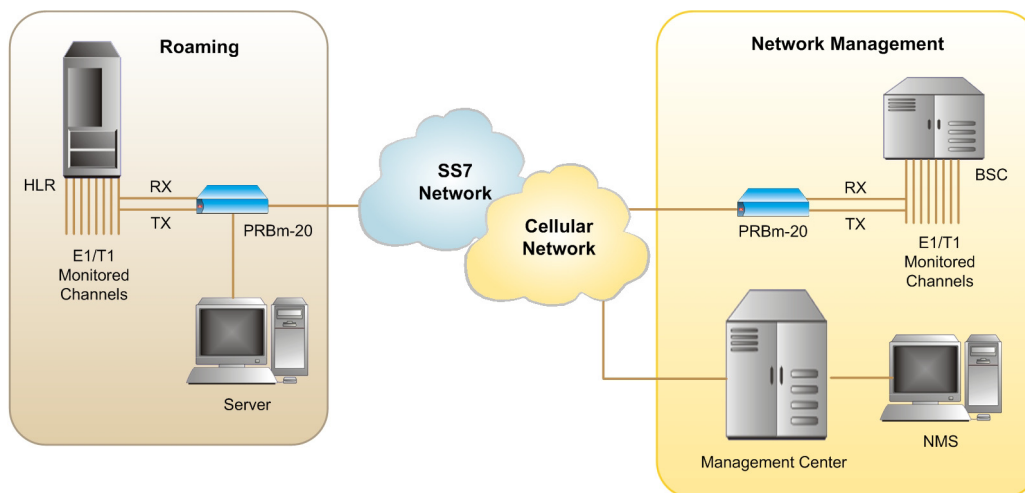 Roaming
HLR
RX
TX
PRBm-20
E1/T1
Monitored
Channels
Server
SS7
Network
Cellular
Network
Network Management
BSC
RX
TX
PRBm-20
E1/T1
Monitored
Channels
Management Center
NMS